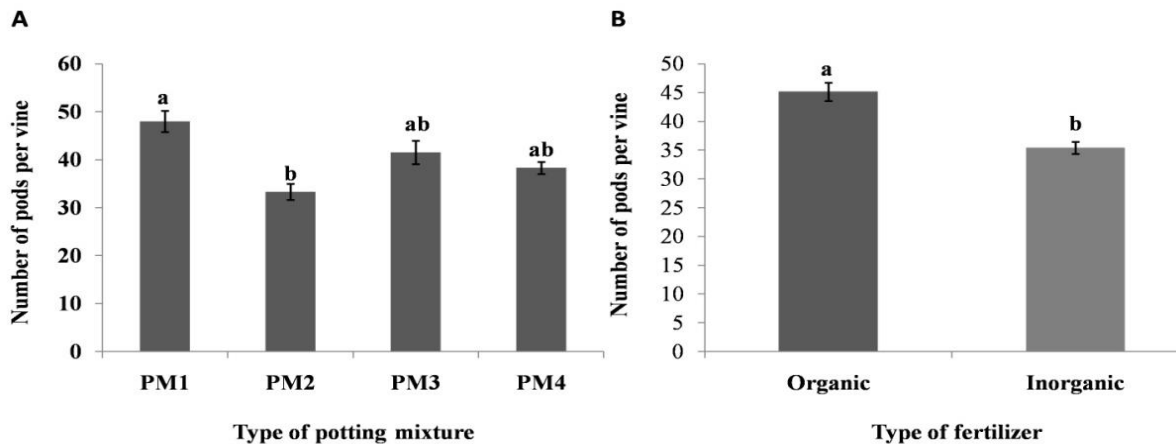 A
Number of pods per vine
60
50
40
30
20
10
0
a
b
ab
ab
PM1 PM2 PM3 PM4
Type of potting mixture
B
Number of pods per vine
50
45
40
35
30
25
20
15
10
5
0
a
b
Organic Inorganic
Type of fertilizer